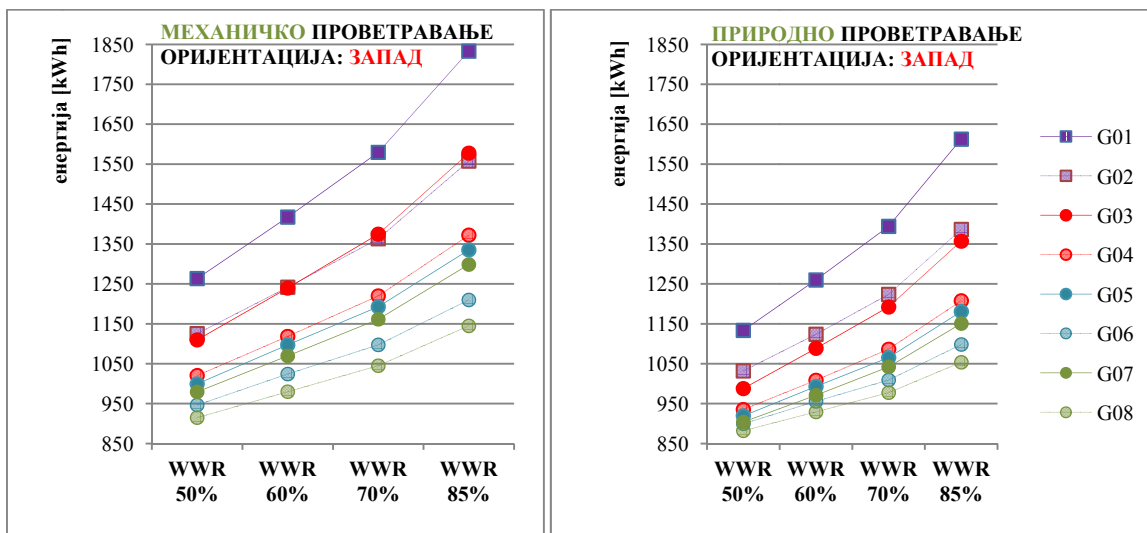 МЕХАНИЧКО ПРОВЕТРАВАЊЕ
ОРИЈЕНТАЦИЈА: ЗАПАД
енергија [kWh]
1850
1750
1650
1550
1450
1350
1250
1150
1050
950
850
WWR WWR WWR WWR
50% 60% 70% 85%
ПРИРОДНО ПРОВЕТРАВАЊЕ
ОРИЈЕНТАЦИЈА: ЗАПАД
енергија [kWh]
1850
1750
1650
1550
1450
1350
1250
1150
1050
950
850
WWR WWR WWR WWR
50% 60% 70% 85%
G01
G02
G03
G04
G05
G06
G07
G08